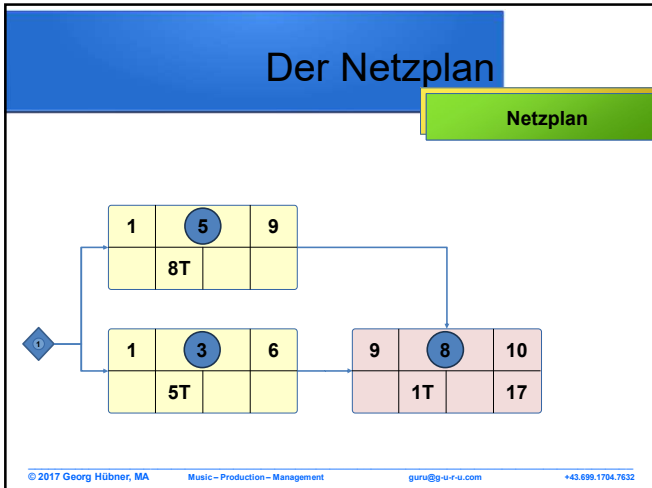 Der Netzplan
Netzplan
1 5 9
8T
1
1 3 6
5T
9 8 10
1T 17
© 2017 Georg Hübner, MA Music – Production – Management guru@g-u-r-u.com +43.699.1704.7632